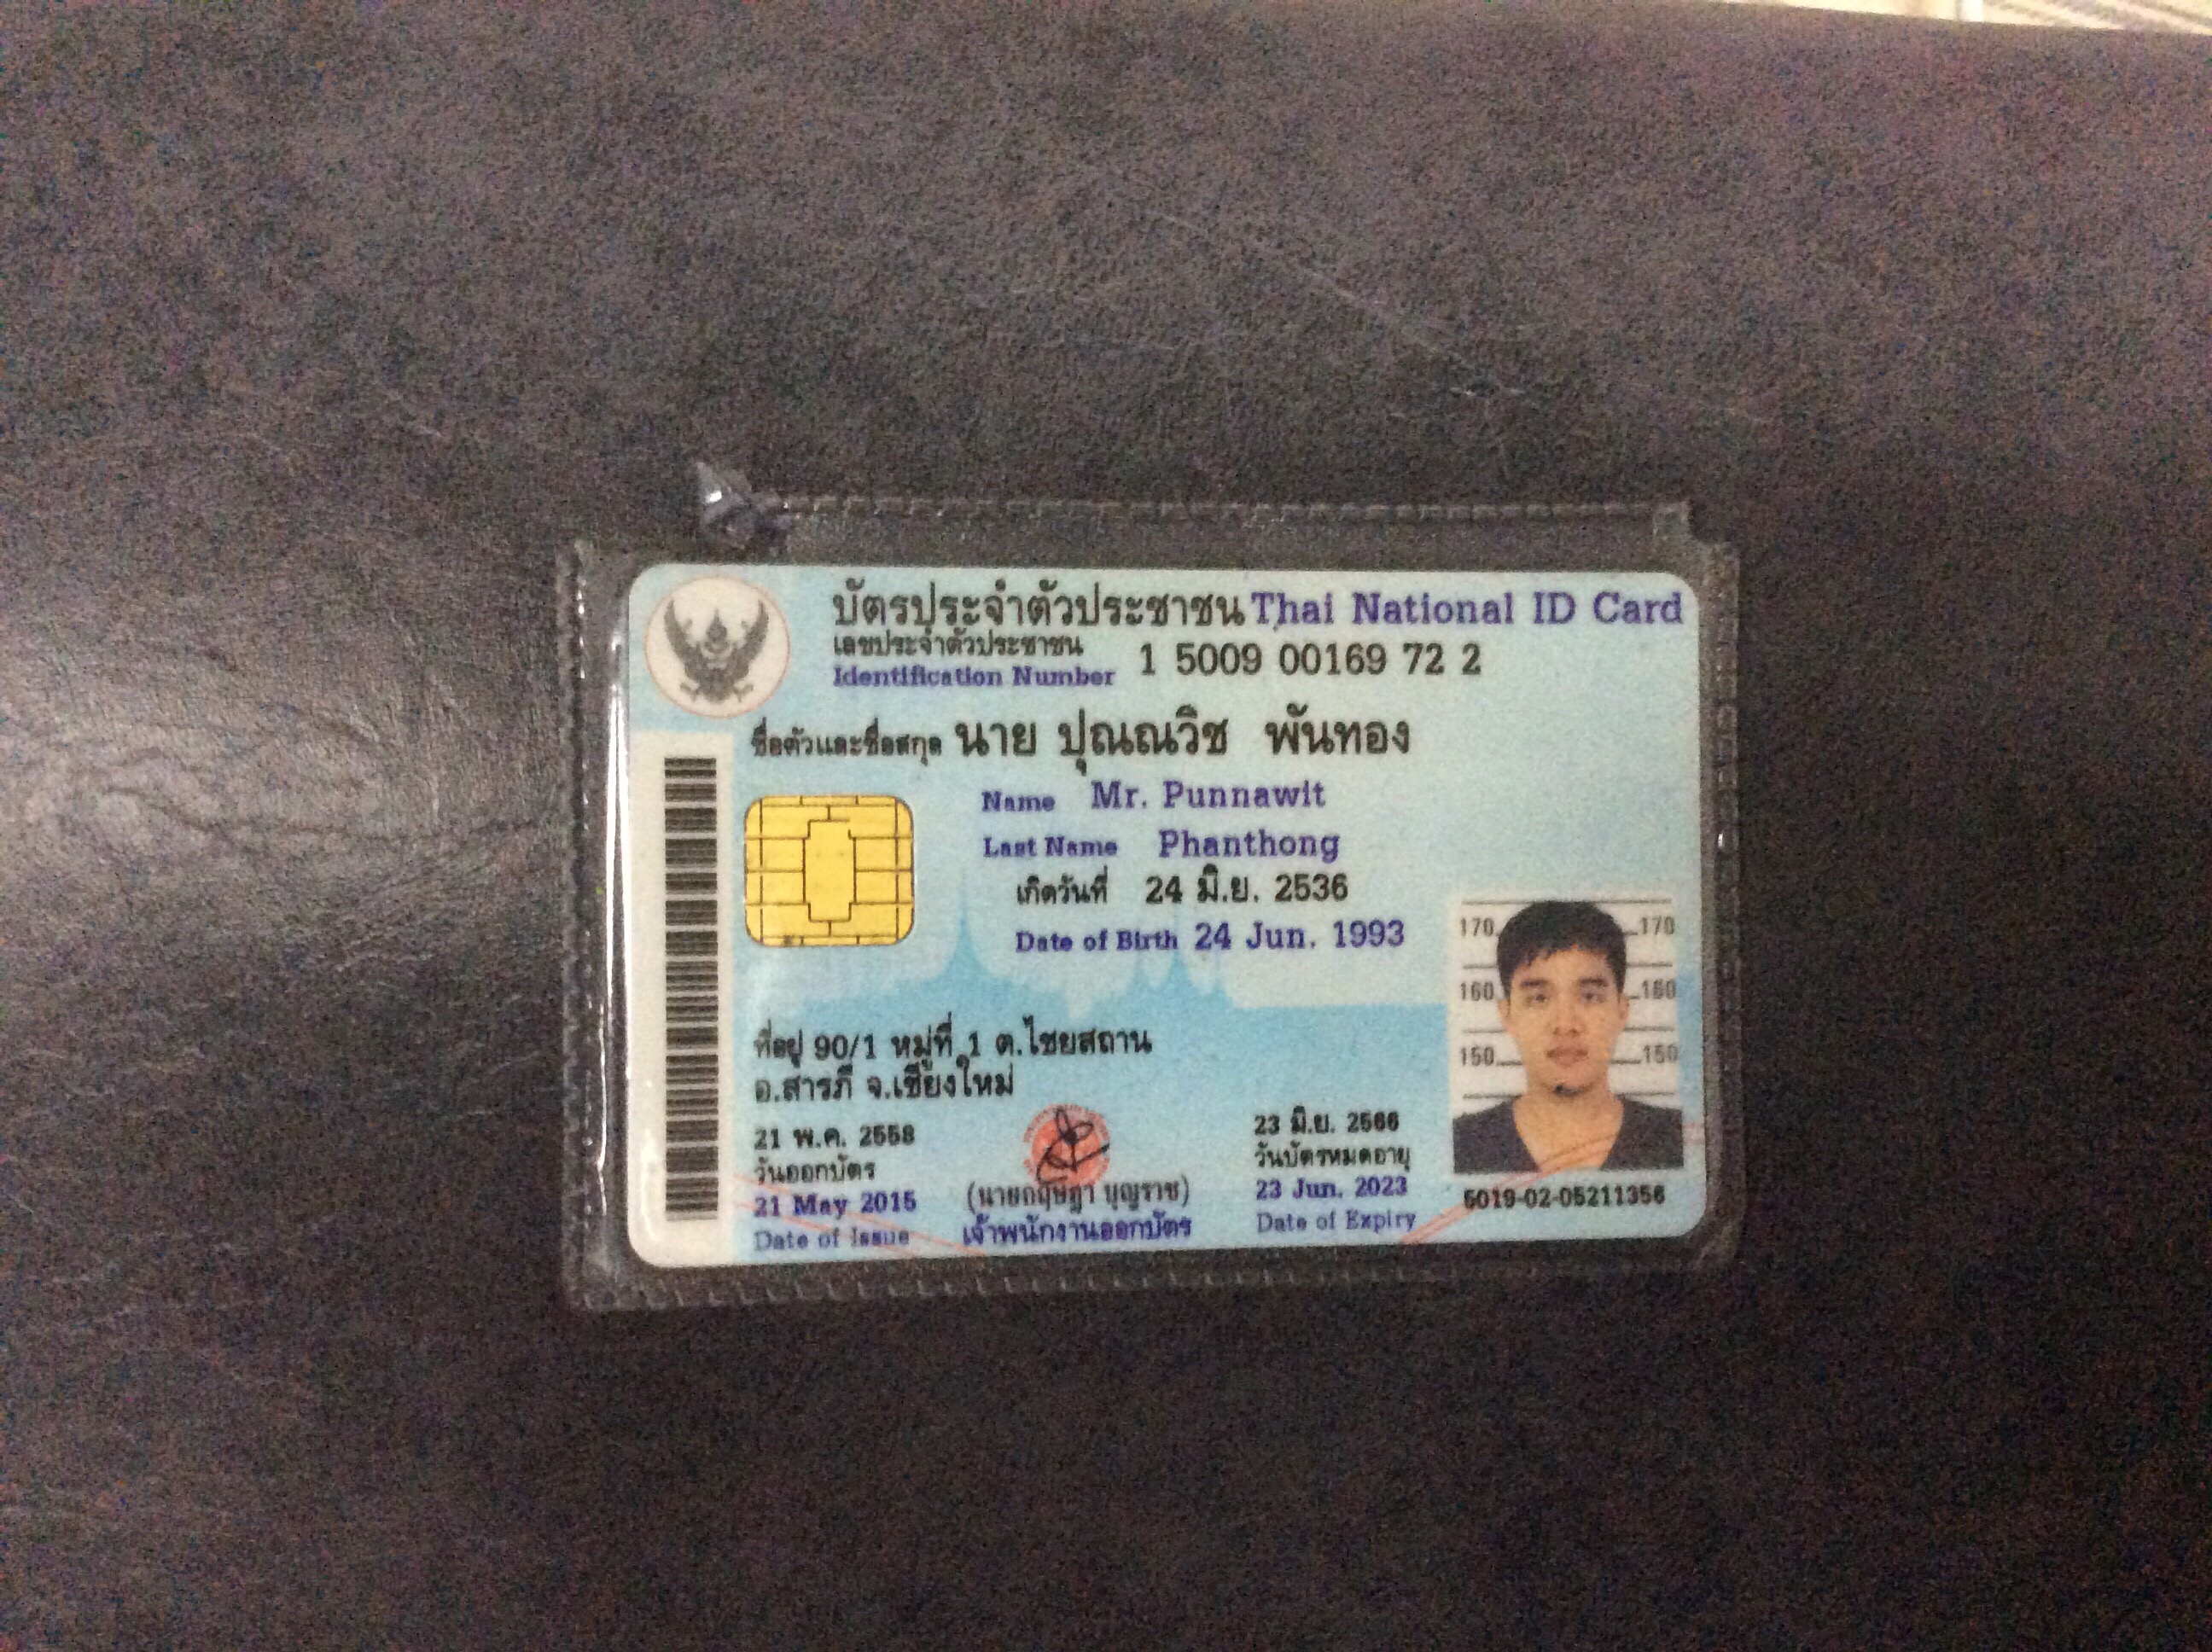 บัตรประจำตัวประชาชน Thai National ID Card
เลขประจำตัวประชาชน
Identification Number 1 5009 00169 72 2
ชื่อตัวและชื่อสกุล นาย ปุณณวิช พันทอง
Name Mr. Punnawit
Last Name Phanthong
เกิดวันที่ 24 มิ.ย. 2536
Date of Birth 24 Jun. 1993
ที่อยู่ 90/1 หมู่ที่ 1 ต.ไชยสถาน
อ.สารภี จ.เชียงใหม่
170 170
160 160
150 150
21 พ.ค. 2558
วันออกบัตร
21 May 2015
Date of Issue
(นายกฤษฎา บุญราช)
เจ้าพนักงานออกบัตร
23 มิ.ย. 2566
วันบัตรหมดอายุ
23 Jun. 2023
Date of Expiry
5019-02-05211356